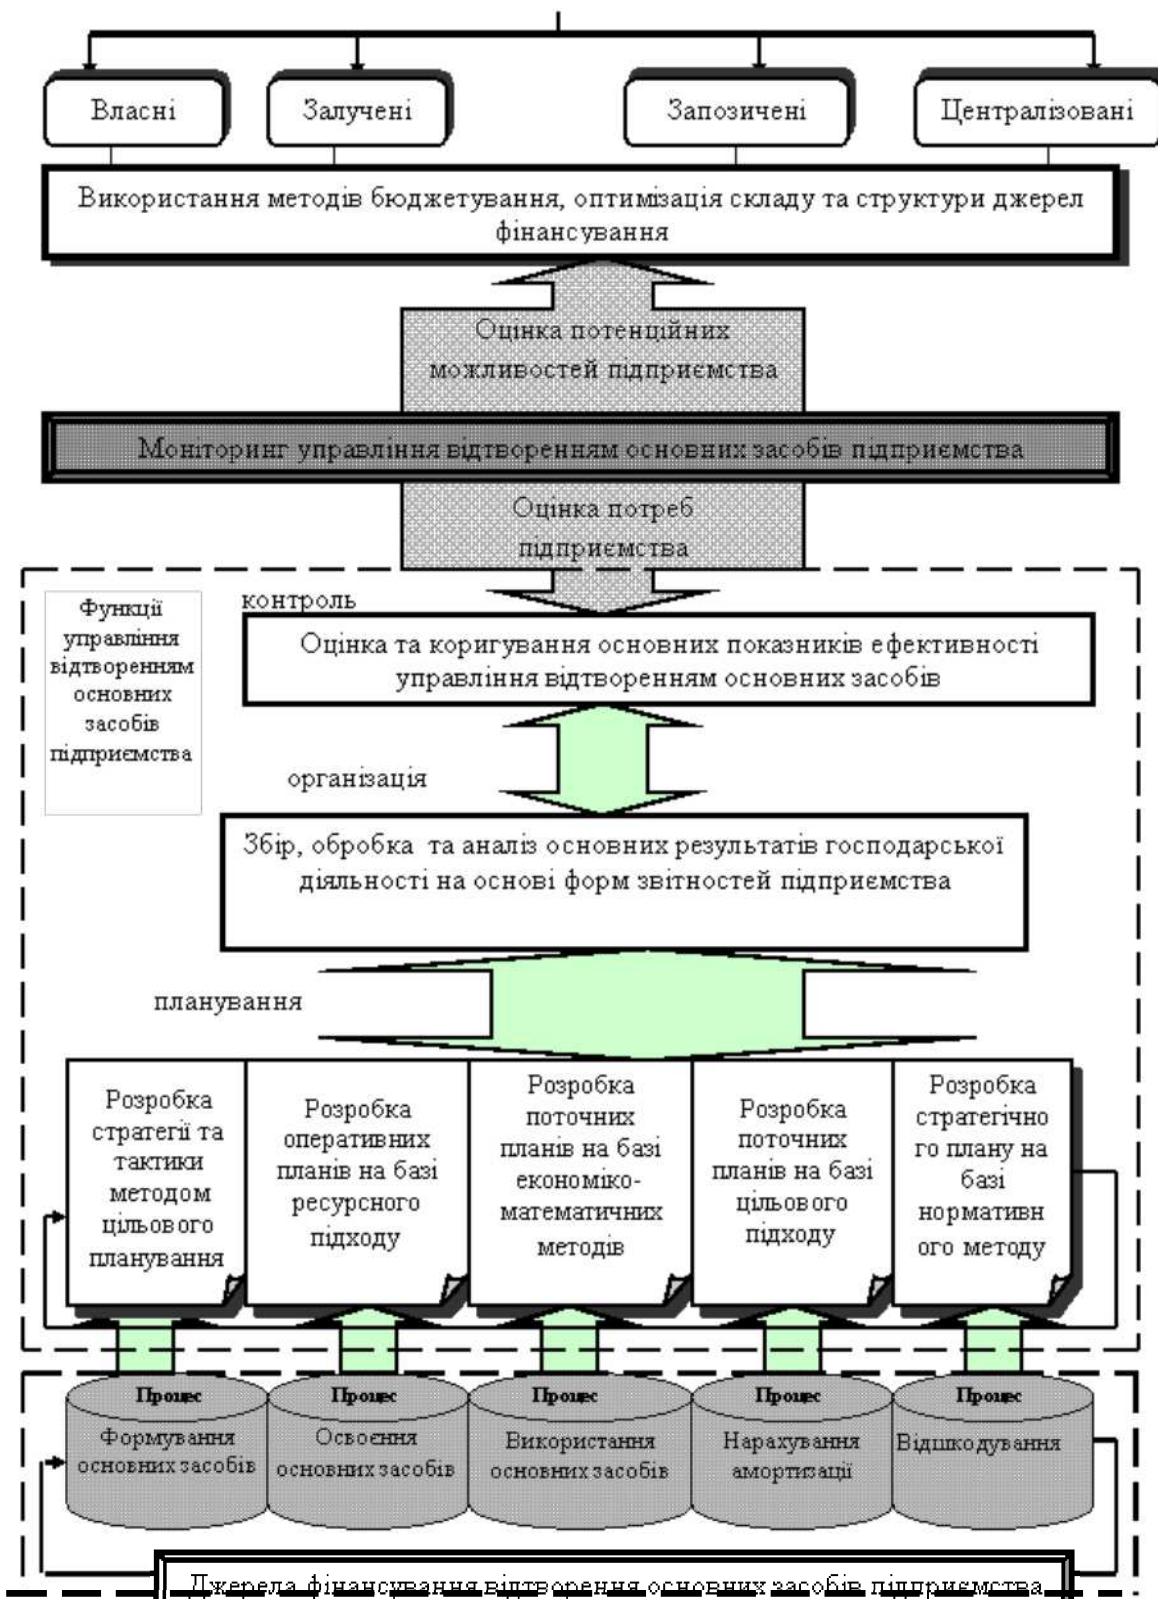 Власні
Залучені
Запозичені
Централізовані
Використання методів бюджетування, оптимізація складу та структури джерел
фінансування
Оцінка потенційних
можливостей підприємства
Моніторинг управління відтворенням основних засобів підприємства
Оцінка потреб
підприємства
Функції
управління
відтворенням
основних
засобів
підприємства
контроль
Оцінка та коригування основних показників ефективності
управління відтворенням основних засобів
організація
Збір, обробка та аналіз основних результатів господарської
діяльності на основі форм звітностей підприємства
планування
Розробка
стратегії та
тактики
методом
цільового
планування
Розробка
оперативних
планів на базі
ресурсного
підходу
Розробка
поточних
планів на базі
економіко-
математичних
методів
Розробка
поточних
планів на базі
цільового
підходу
Розробка
стратегічно
го плану на
базі
нормативн
ого методу
Процес
Формування
основних засобів
Процес
Освоєння
основних засобів
Процес
Використання
основних засобів
Процес
Нарахування
амортизації
Процес
Відшкодування
Джерела фінансування відтворення основних засобів підприємства